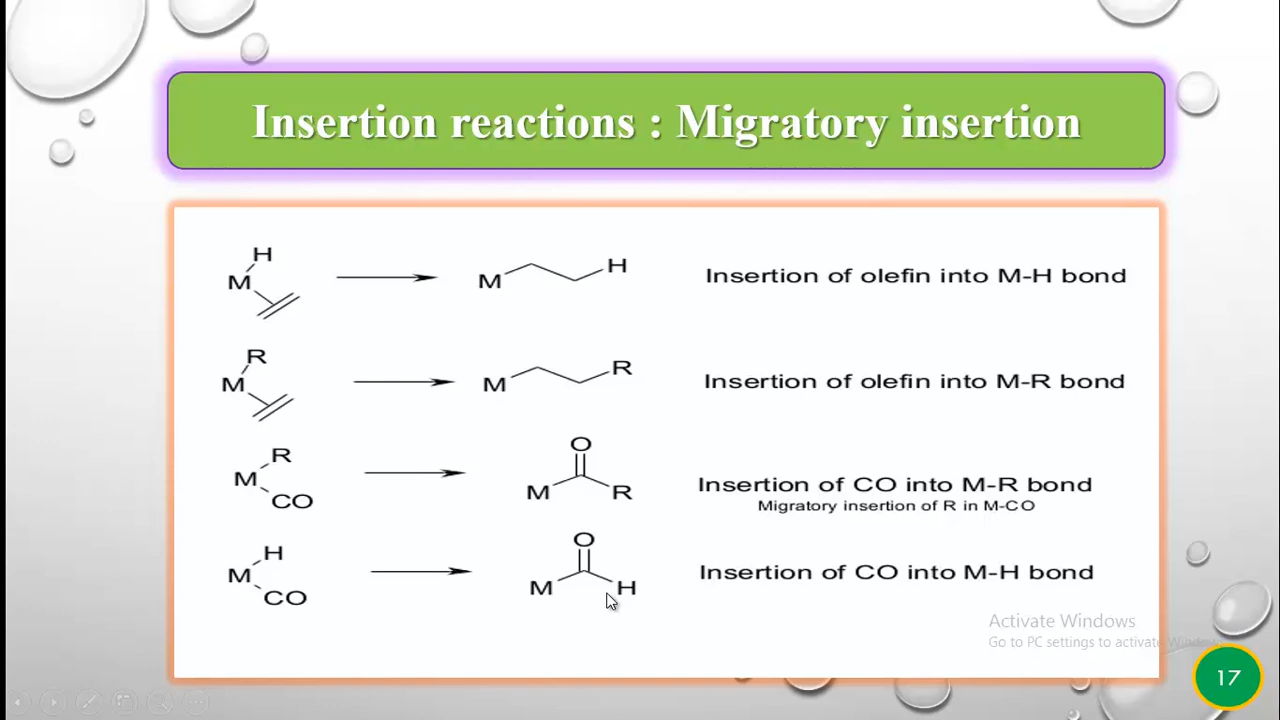 Insertion reactions : Migratory insertion
H
M
M H
Insertion of olefin into M-H bond
R
M
M R
Insertion of olefin into M-R bond
R
M
CO
O
M R
Insertion of CO into M-R bond
Migratory insertion of R in M-CO
H
M
CO
O
M H
Insertion of CO into M-H bond
Activate Windows
Go to PC settings to activate Windows.
17